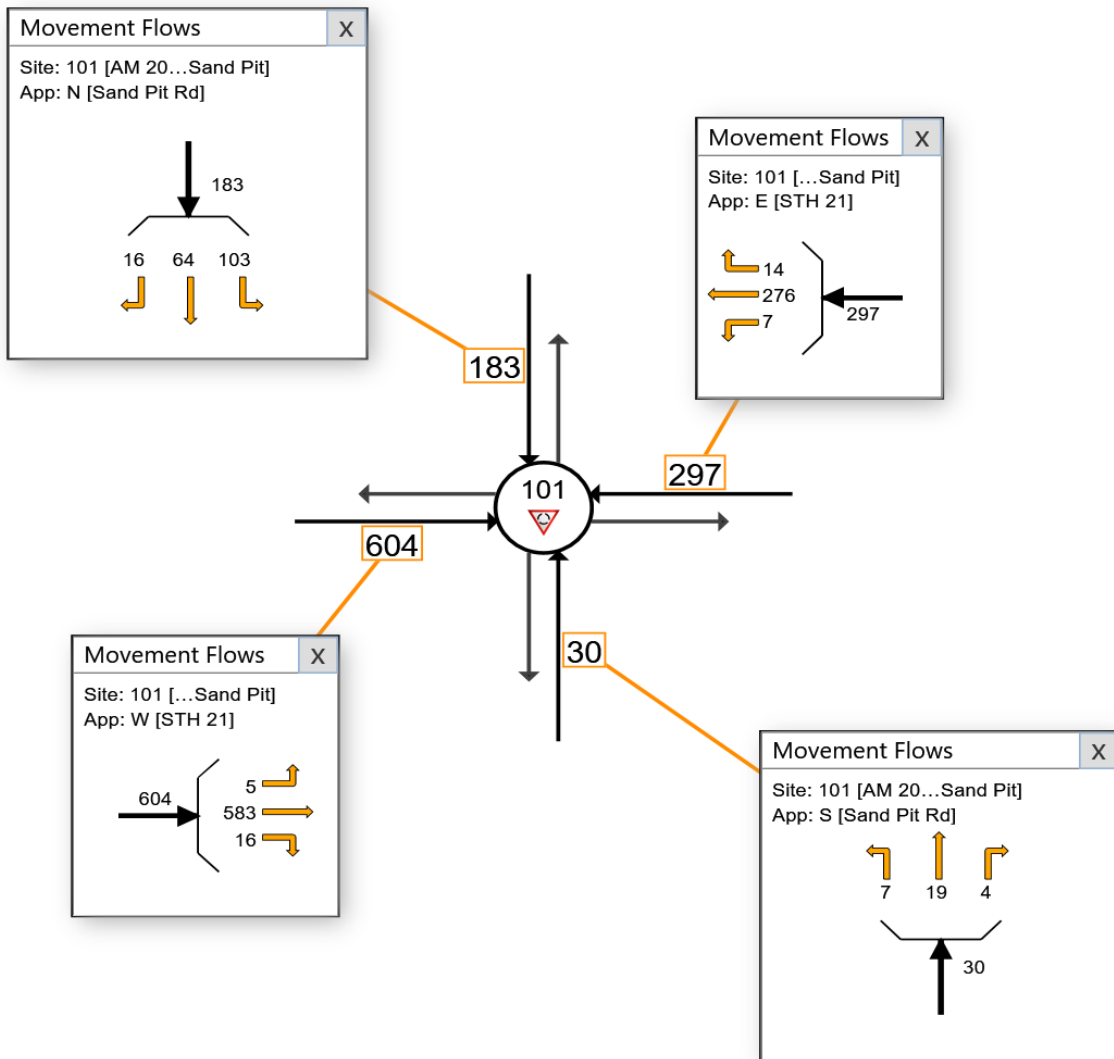 Movement Flows X
Site: 101 [AM 20...Sand Pit]
App: N [Sand Pit Rd]
183
16 64 103
Movement Flows X
Site: 101 [...Sand Pit]
App: E [STH 21]
14
276
7
297
183
297
101
604
30
Movement Flows X
Site: 101 [...Sand Pit]
App: W [STH 21]
604
5
583
16
Movement Flows X
Site: 101 [AM 20...Sand Pit]
App: S [Sand Pit Rd]
7 19 4
30